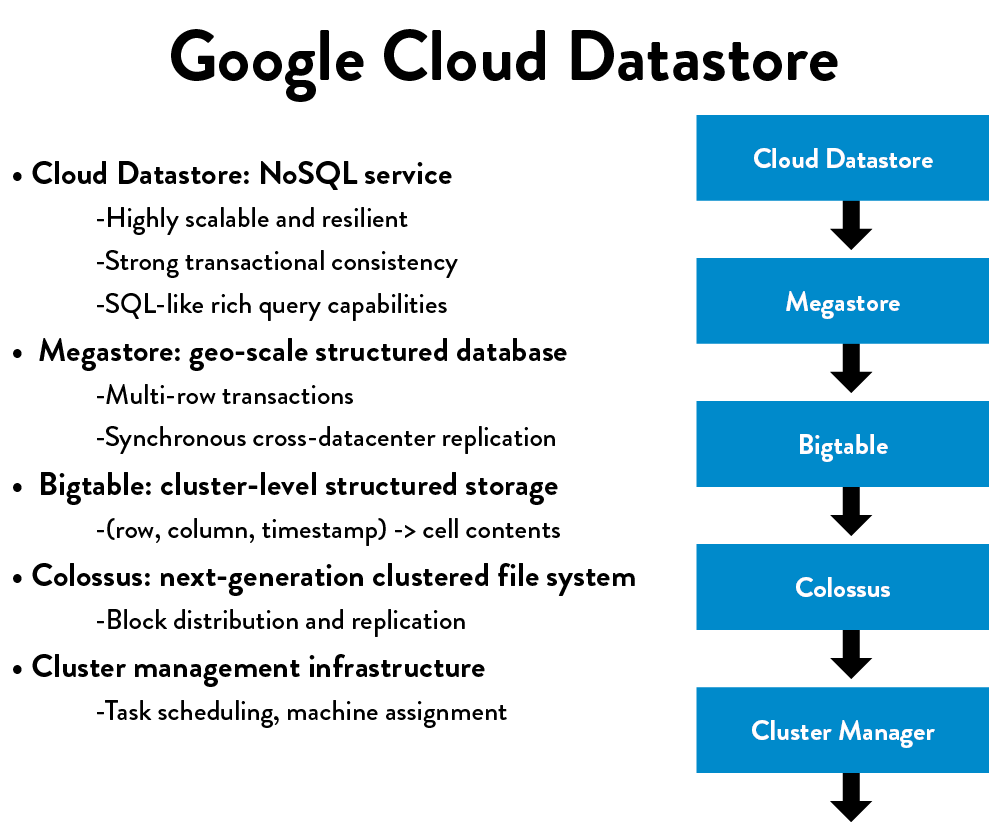 Google Cloud Datastore
• Cloud Datastore: NoSQL service
-Highly scalable and resilient
-Strong transactional consistency
-SQL-like rich query capabilities
• Megastore: geo-scale structured database
-Multi-row transactions
-Synchronous cross-datacenter replication
• Bigtable: cluster-level structured storage
-(row, column, timestamp) -> cell contents
• Colossus: next-generation clustered file system
-Block distribution and replication
• Cluster management infrastructure
-Task scheduling, machine assignment
Cloud Datastore
Megastore
Bigtable
Colossus
Cluster Manager